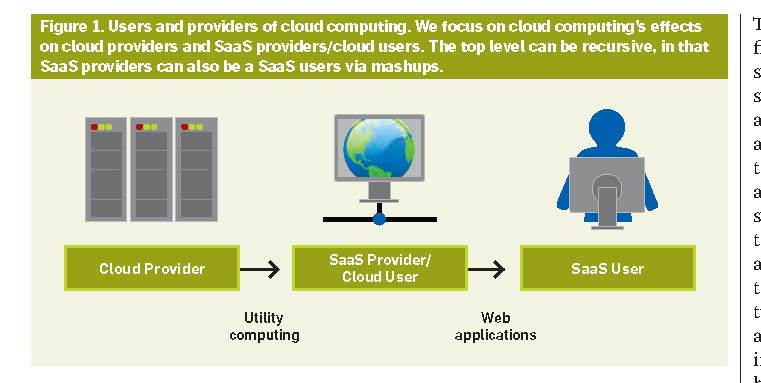 Figure 1. Users and providers of cloud computing. We focus on cloud computing's effects
on cloud providers and SaaS providers/cloud users. The top level can be recursive, in that
SaaS providers can also be a SaaS users via mashups.
Cloud Provider
SaaS Provider/
Cloud User
SaaS User
Utility
computing
Web
applications